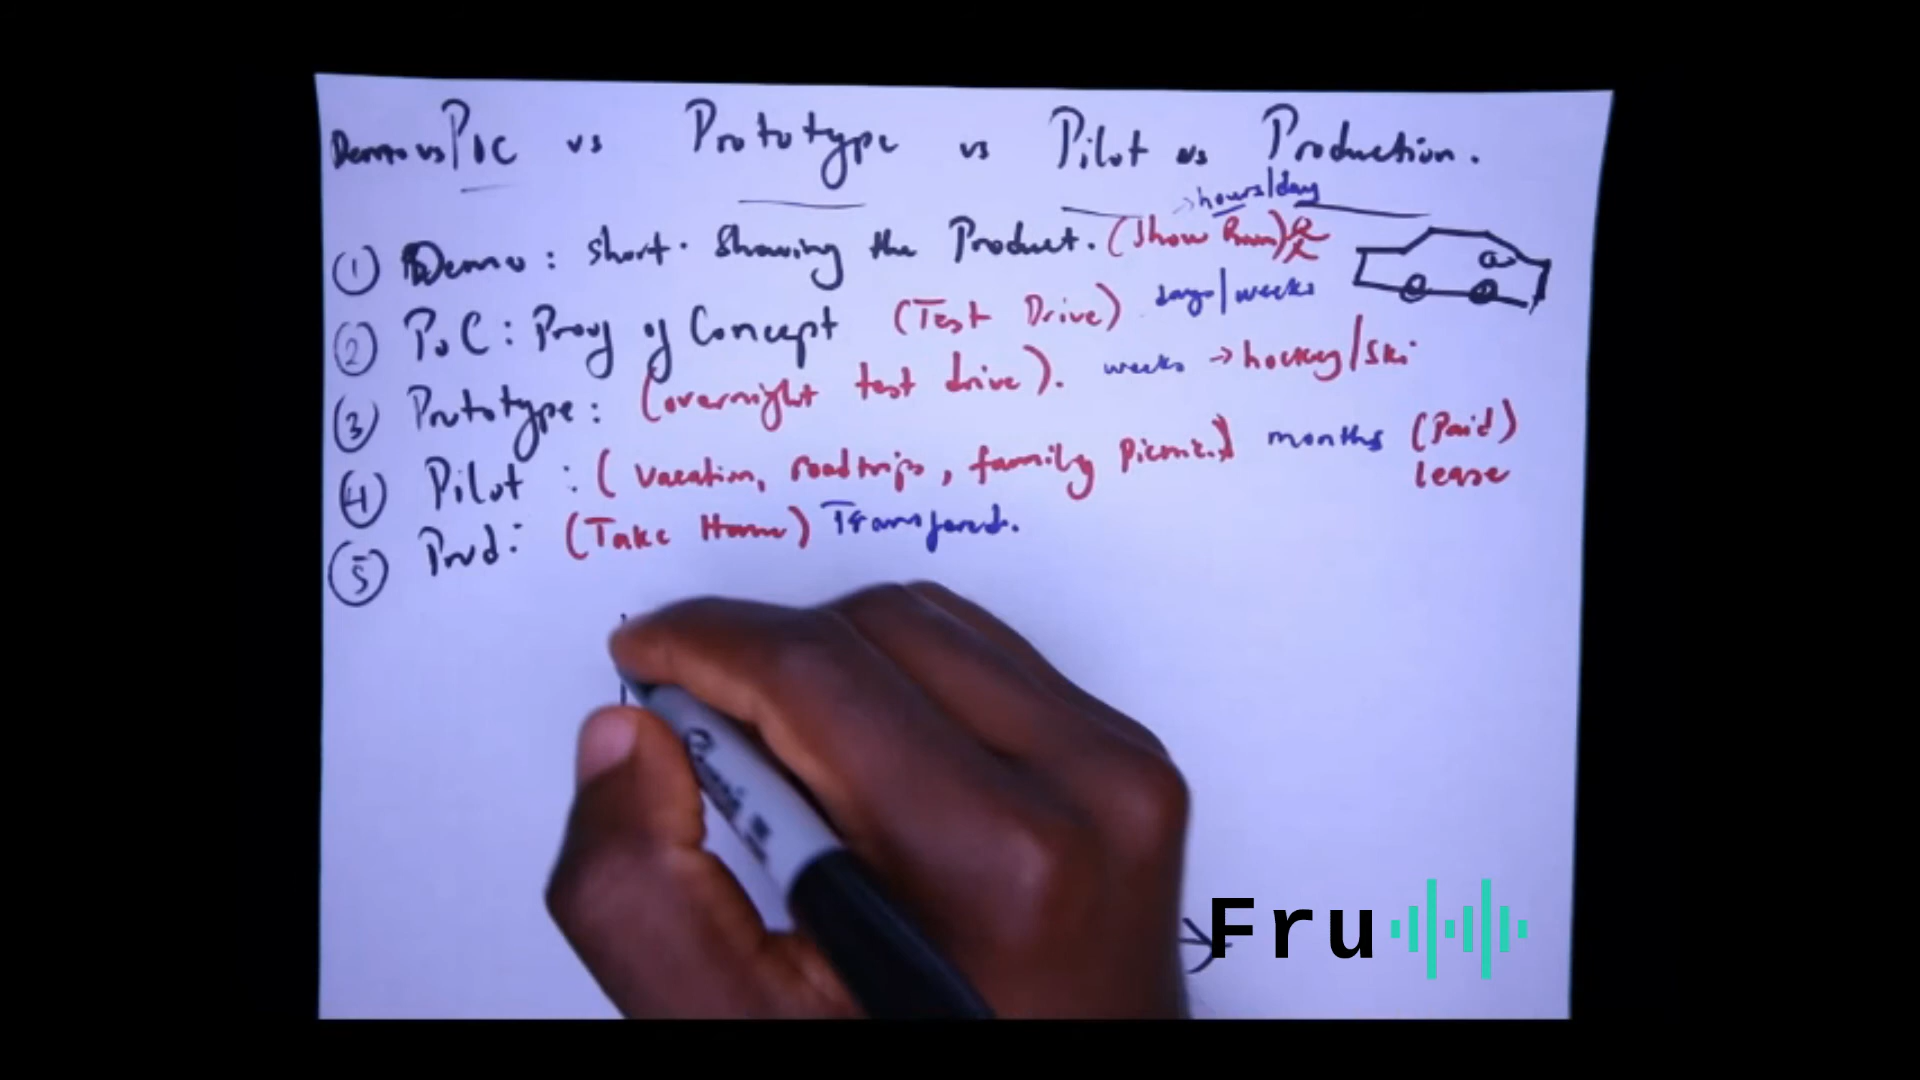 Demo vs PoC vs Prototype vs Pilot vs Production.
→ hours/day
① Demo: short. Showing the Product. (Show Room)
② PoC: Proof of Concept (Test Drive) days/weeks
③ Prototype: (overnight test drive). weeks → hockey/Ski
④ Pilot: (vacation, roadtrips, family picnic.) months (Paid) lease
⑤ Prod: (Take Home) Transfered.
Fru